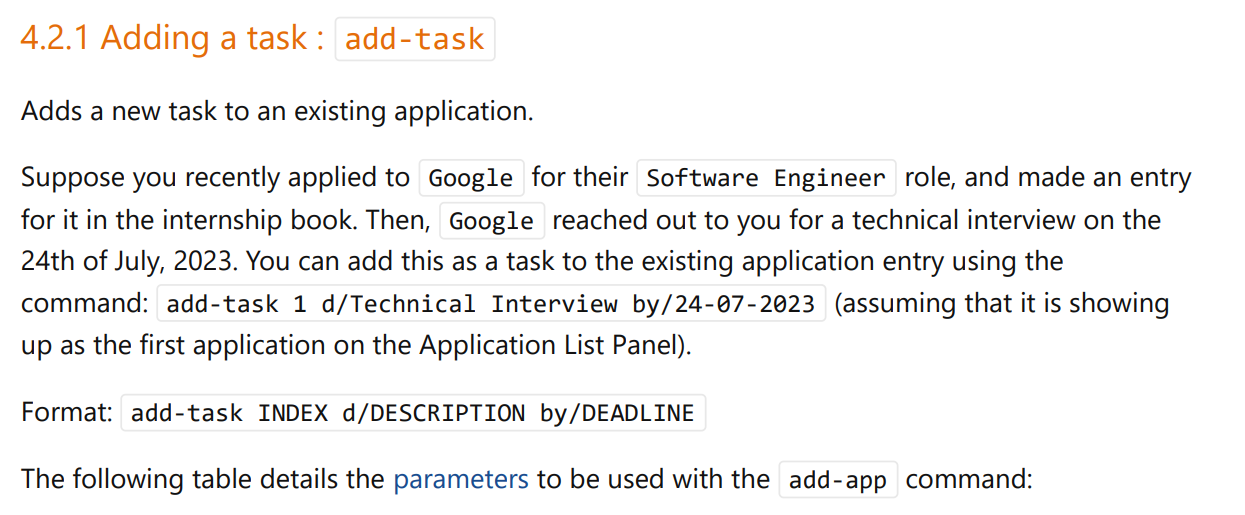 4.2.1 Adding a task : add-task
Adds a new task to an existing application.
Suppose you recently applied to Google for their Software Engineer role, and made an entry
for it in the internship book. Then, Google reached out to you for a technical interview on the
24th of July, 2023. You can add this as a task to the existing application entry using the
command: add-task 1 d/Technical Interview by/24-07-2023 (assuming that it is showing
up as the first application on the Application List Panel).
Format: add-task INDEX d/DESCRIPTION by/DEADLINE
The following table details the parameters to be used with the add-app command: